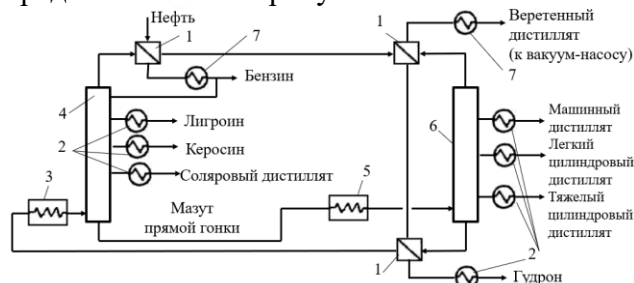 Нефть
1
7
Бензин
4
Лигроин
2
Керосин
Соляровый дистиллят
3
Мазут
прямой гонки
5
1
Веретенный
дистиллят
(к вакуум-насосу)
7
6
Машинный
дистиллят
Легкий
цилиндровый
дистиллят
Тяжелый
цилиндровый
дистиллят
1
2
Гудрон